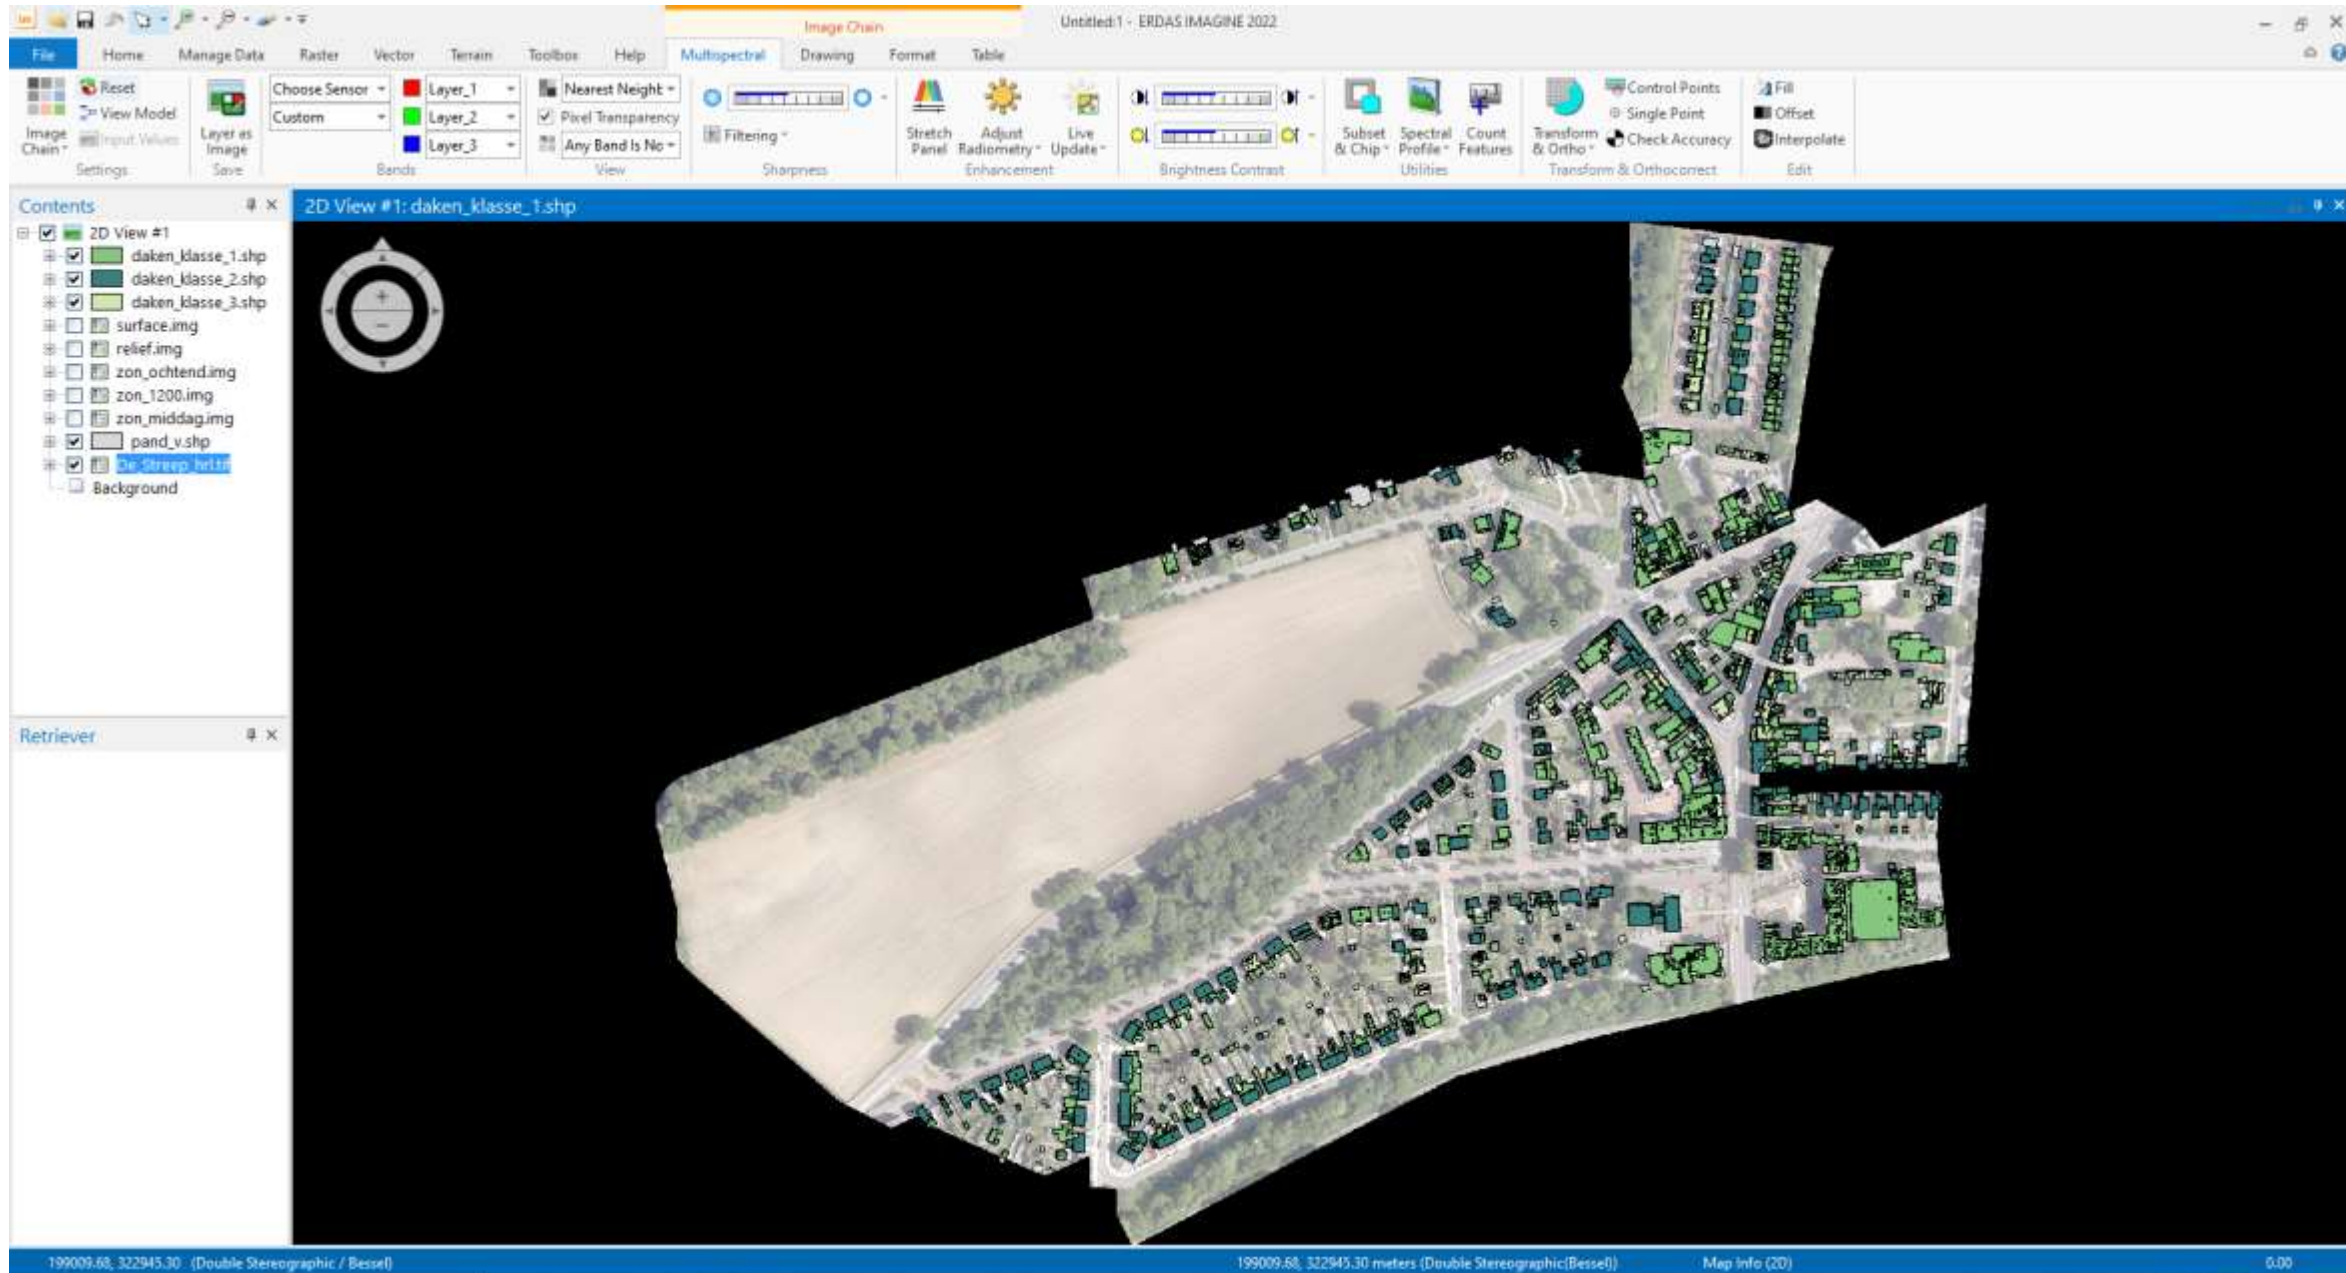 Image Chain
Untitled:1 - ERDAS IMAGINE 2022
File Home Manage Data Raster Vector Terrain Toolbox Help Multispectral Drawing Format Table
Image Chain
Reset
View Model
Input Values
Settings
Layer as Image
Save
Choose Sensor
Custom
Layer_1
Layer_2
Layer_3
Bands
Nearest Neight
Pixel Transparency
Any Band Is No
View
Filtering
Sharpness
Stretch Panel
Adjust Radiometry
Live Update
Enhancement
Brightness Contrast
Subset & Chip
Spectral Profile
Count Features
Utilities
Transform & Ortho
Control Points
Single Point
Check Accuracy
Transform & Orthocorrect
Fill
Offset
Interpolate
Edit
Contents
2D View #1
daken_klasse_1.shp
daken_klasse_2.shp
daken_klasse_3.shp
surface.img
relief.img
zon_ochtend.img
zon_1200.img
zon_middag.img
pand_v.shp
De_Streep_hrl.tif
Background
Retriever
2D View #1: daken_klasse_1.shp
199009.68, 322945.30 (Double Stereographic / Bessel)
199009.68, 322945.30 meters (Double Stereographic(Bessel))
Map Info (2D)
0.00